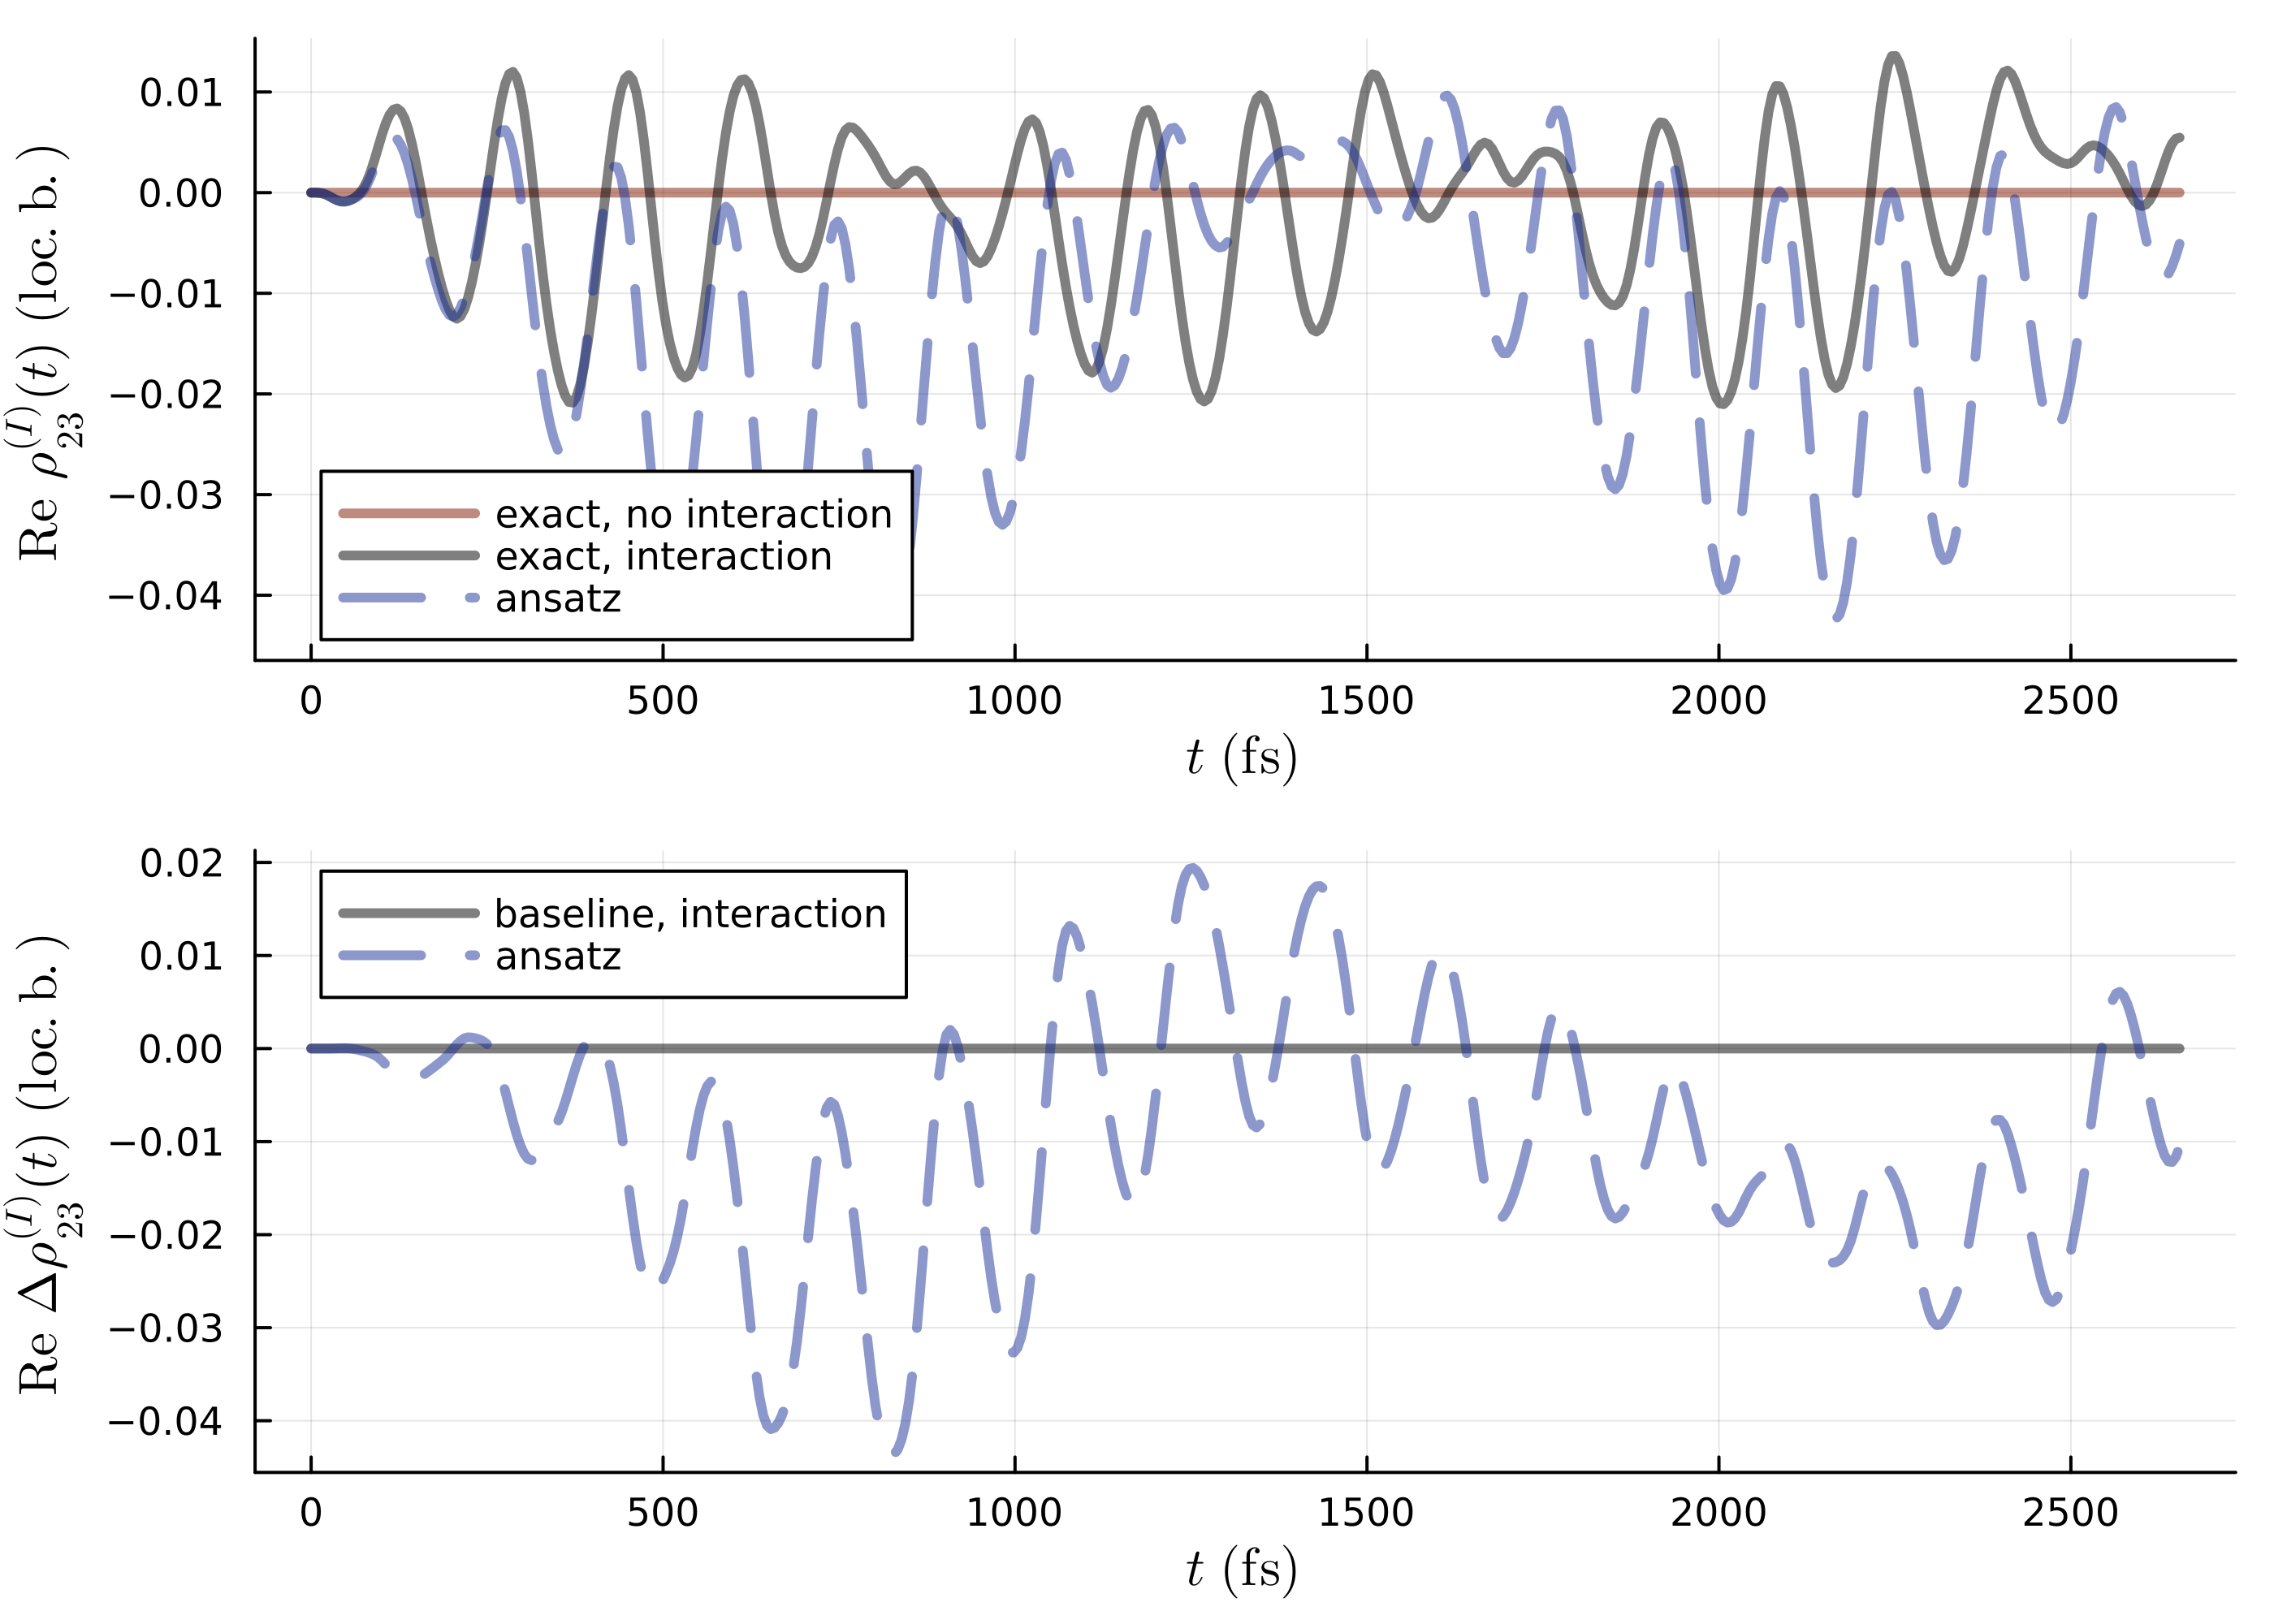 Re ρ₂₃⁽ᴵ⁾(t) (loc. b. )
0.01
0.00
−0.01
−0.02
−0.03
−0.04
exact, no interaction
exact, interaction
ansatz
0 500 1000 1500 2000 2500
t (fs)
Re Δρ₂₃⁽ᴵ⁾(t) (loc. b. )
0.02
0.01
0.00
−0.01
−0.02
−0.03
−0.04
baseline, interaction
ansatz
0 500 1000 1500 2000 2500
t (fs)